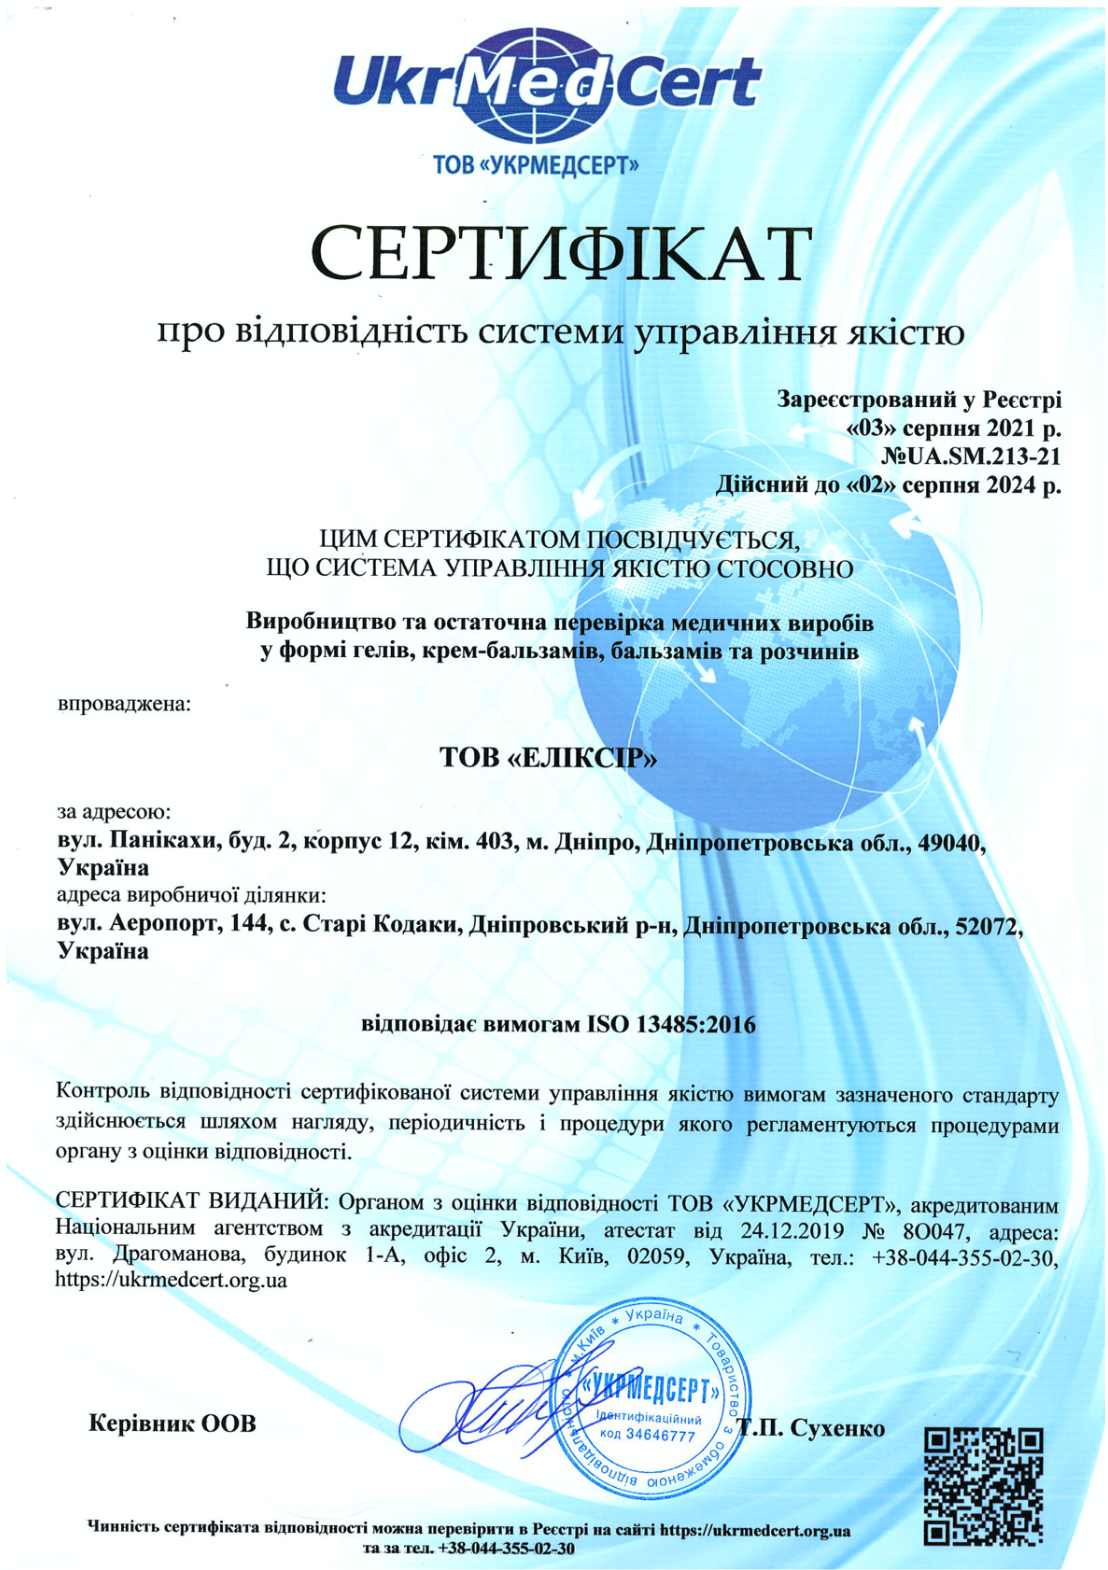 UkrMedCert
ТОВ «УКРМЕДСЕРТ»
СЕРТИФІКАТ
про відповідність системи управління якістю
Зареєстрований у Реєстрі
«03» серпня 2021 р.
№UA.SM.213-21
Дійсний до «02» серпня 2024 р.
ЦИМ СЕРТИФІКАТОМ ПОСВІДЧУЄТЬСЯ,
ЩО СИСТЕМА УПРАВЛІННЯ ЯКІСТЮ СТОСОВНО
Виробництво та остаточна перевірка медичних виробів
у формі гелів, крем-бальзамів, бальзамів та розчинів
впроваджена:
ТОВ «ЕЛІКСІР»
за адресою:
вул. Панікахи, буд. 2, корпус 12, кім. 403, м. Дніпро, Дніпропетровська обл., 49040,
Україна
адреса виробничої ділянки:
вул. Аеропорт, 144, с. Старі Кодаки, Дніпровський р-н, Дніпропетровська обл., 52072,
Україна
відповідає вимогам ISO 13485:2016
Контроль відповідності сертифікованої системи управління якістю вимогам зазначеного стандарту
здійснюється шляхом нагляду, періодичність і процедури якого регламентуються процедурами
органу з оцінки відповідності.
СЕРТИФІКАТ ВИДАНИЙ: Органом з оцінки відповідності ТОВ «УКРМЕДСЕРТ», акредитованим
Національним агентством з акредитації України, атестат від 24.12.2019 № 8О047, адреса:
вул. Драгоманова, будинок 1-А, офіс 2, м. Київ, 02059, Україна, тел.: +38-044-355-02-30,
https://ukrmedcert.org.ua
м.Київ * Україна * Товариство з обмеженою відповідальністю *
«УКРМЕДСЕРТ»
Ідентифікаційний
код 34646777
Керівник ООВ
Т.П. Сухенко
Чинність сертифіката відповідності можна перевірити в Реєстрі на сайті https://ukrmedcert.org.ua
та за тел. +38-044-355-02-30